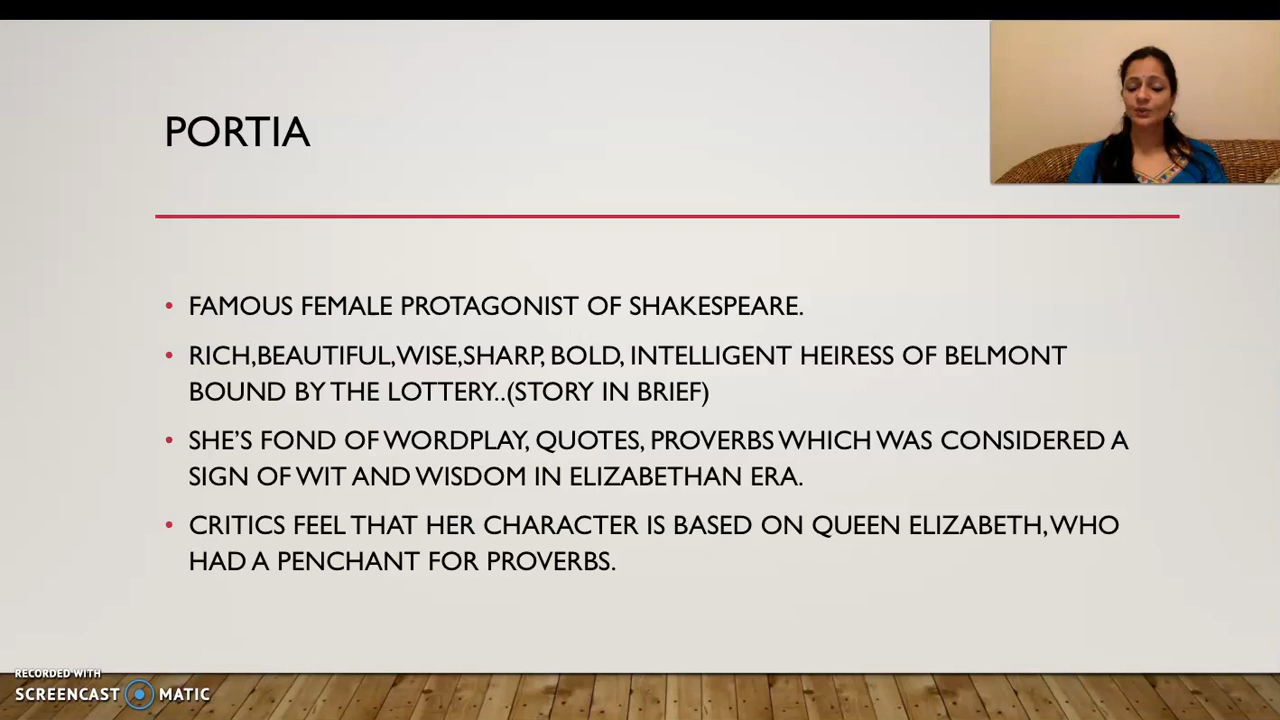 PORTIA
• FAMOUS FEMALE PROTAGONIST OF SHAKESPEARE.
• RICH,BEAUTIFUL,WISE,SHARP, BOLD, INTELLIGENT HEIRESS OF BELMONT
BOUND BY THE LOTTERY..(STORY IN BRIEF)
• SHE'S FOND OF WORDPLAY, QUOTES, PROVERBS WHICH WAS CONSIDERED A
SIGN OF WIT AND WISDOM IN ELIZABETHAN ERA.
• CRITICS FEEL THAT HER CHARACTER IS BASED ON QUEEN ELIZABETH, WHO
HAD A PENCHANT FOR PROVERBS.
RECORDED WITH
SCREENCAST MATIC